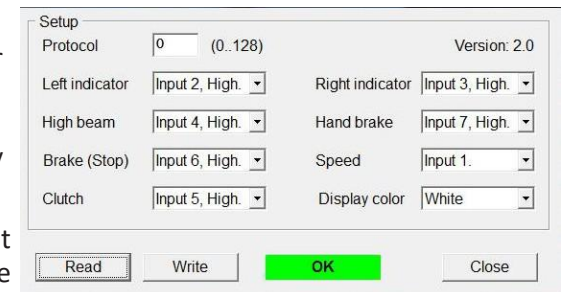 Setup
Protocol 0 (0..128) Version: 2.0
Left indicator Input 2, High. Right indicator Input 3, High.
High beam Input 4, High. Hand brake Input 7, High.
Brake (Stop) Input 6, High. Speed Input 1.
Clutch Input 5, High. Display color White
Read Write OK Close